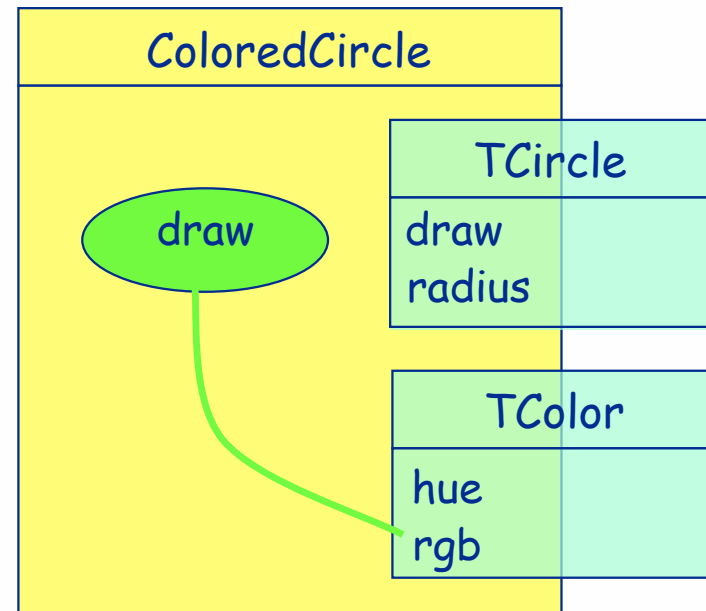 ColoredCircle
TCircle
draw
draw
radius
TColor
hue
rgb